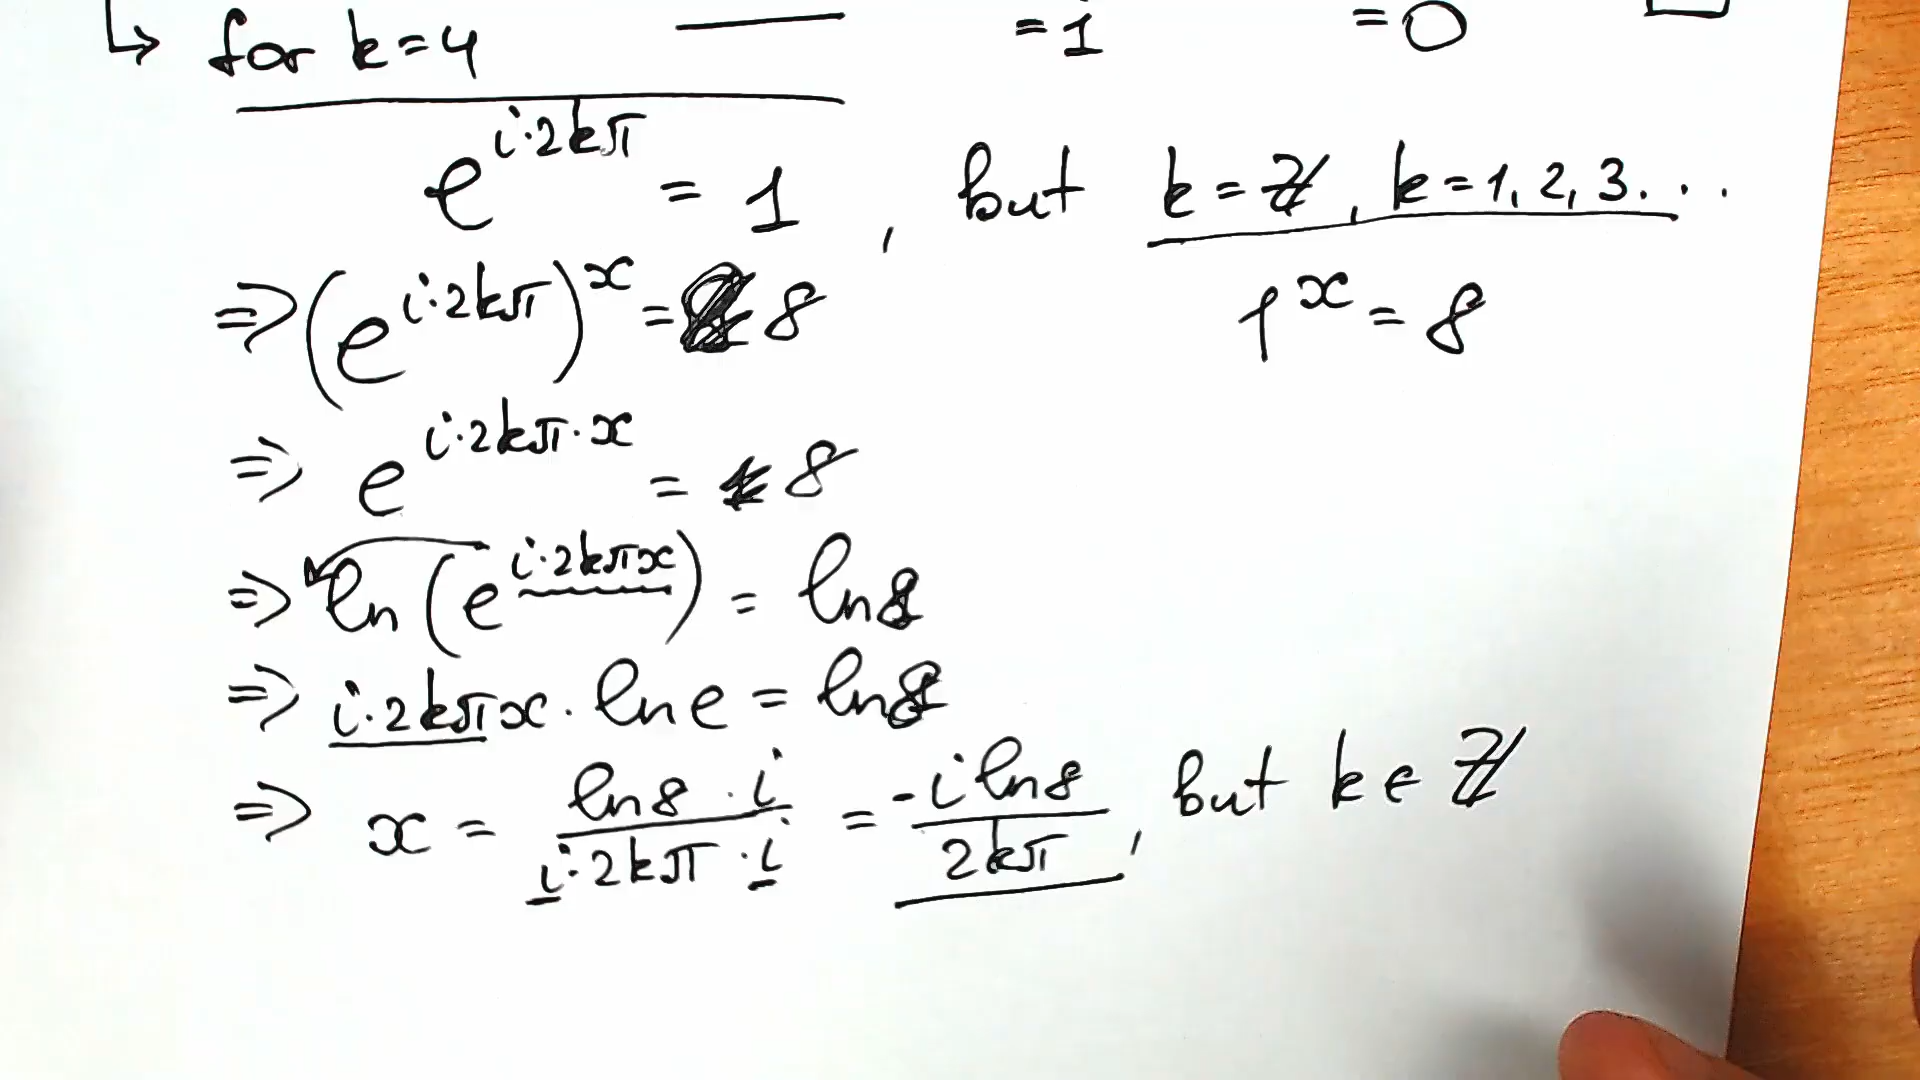 ↳ for k=4 —— =1 =0
e^{i·2kπ} = 1, but k=ℤ, k=1,2,3...
=> (e^{i·2kπ})^x = 8 1^x = 8
=> e^{i·2kπ·x} = 8
=> ln(e^{i·2kπx}) = ln8
=> i·2kπx · ln e = ln8
=> x = (ln8 · i)/(i·2kπ · i) = (-i ln8)/(2kπ), but k∈ℤ